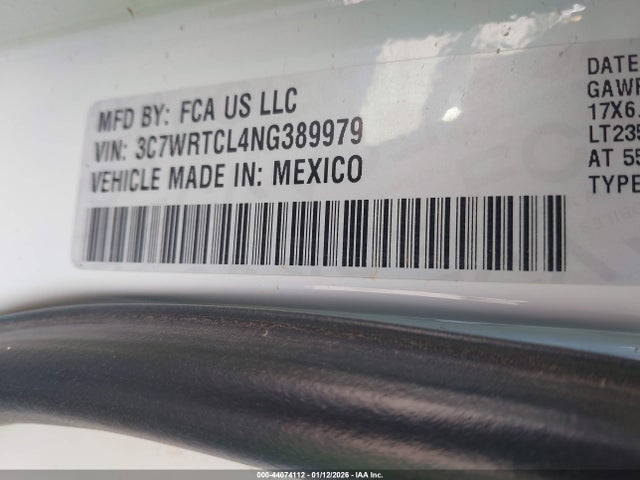 MFD BY: FCA US LLC
VIN: 3C7WRTCL4NG389979
VEHICLE MADE IN: MEXICO
DATE
GAWR
17X6.
LT235
AT 55
TYPE
000-44074112 - 01/12/2026 - IAA Inc.